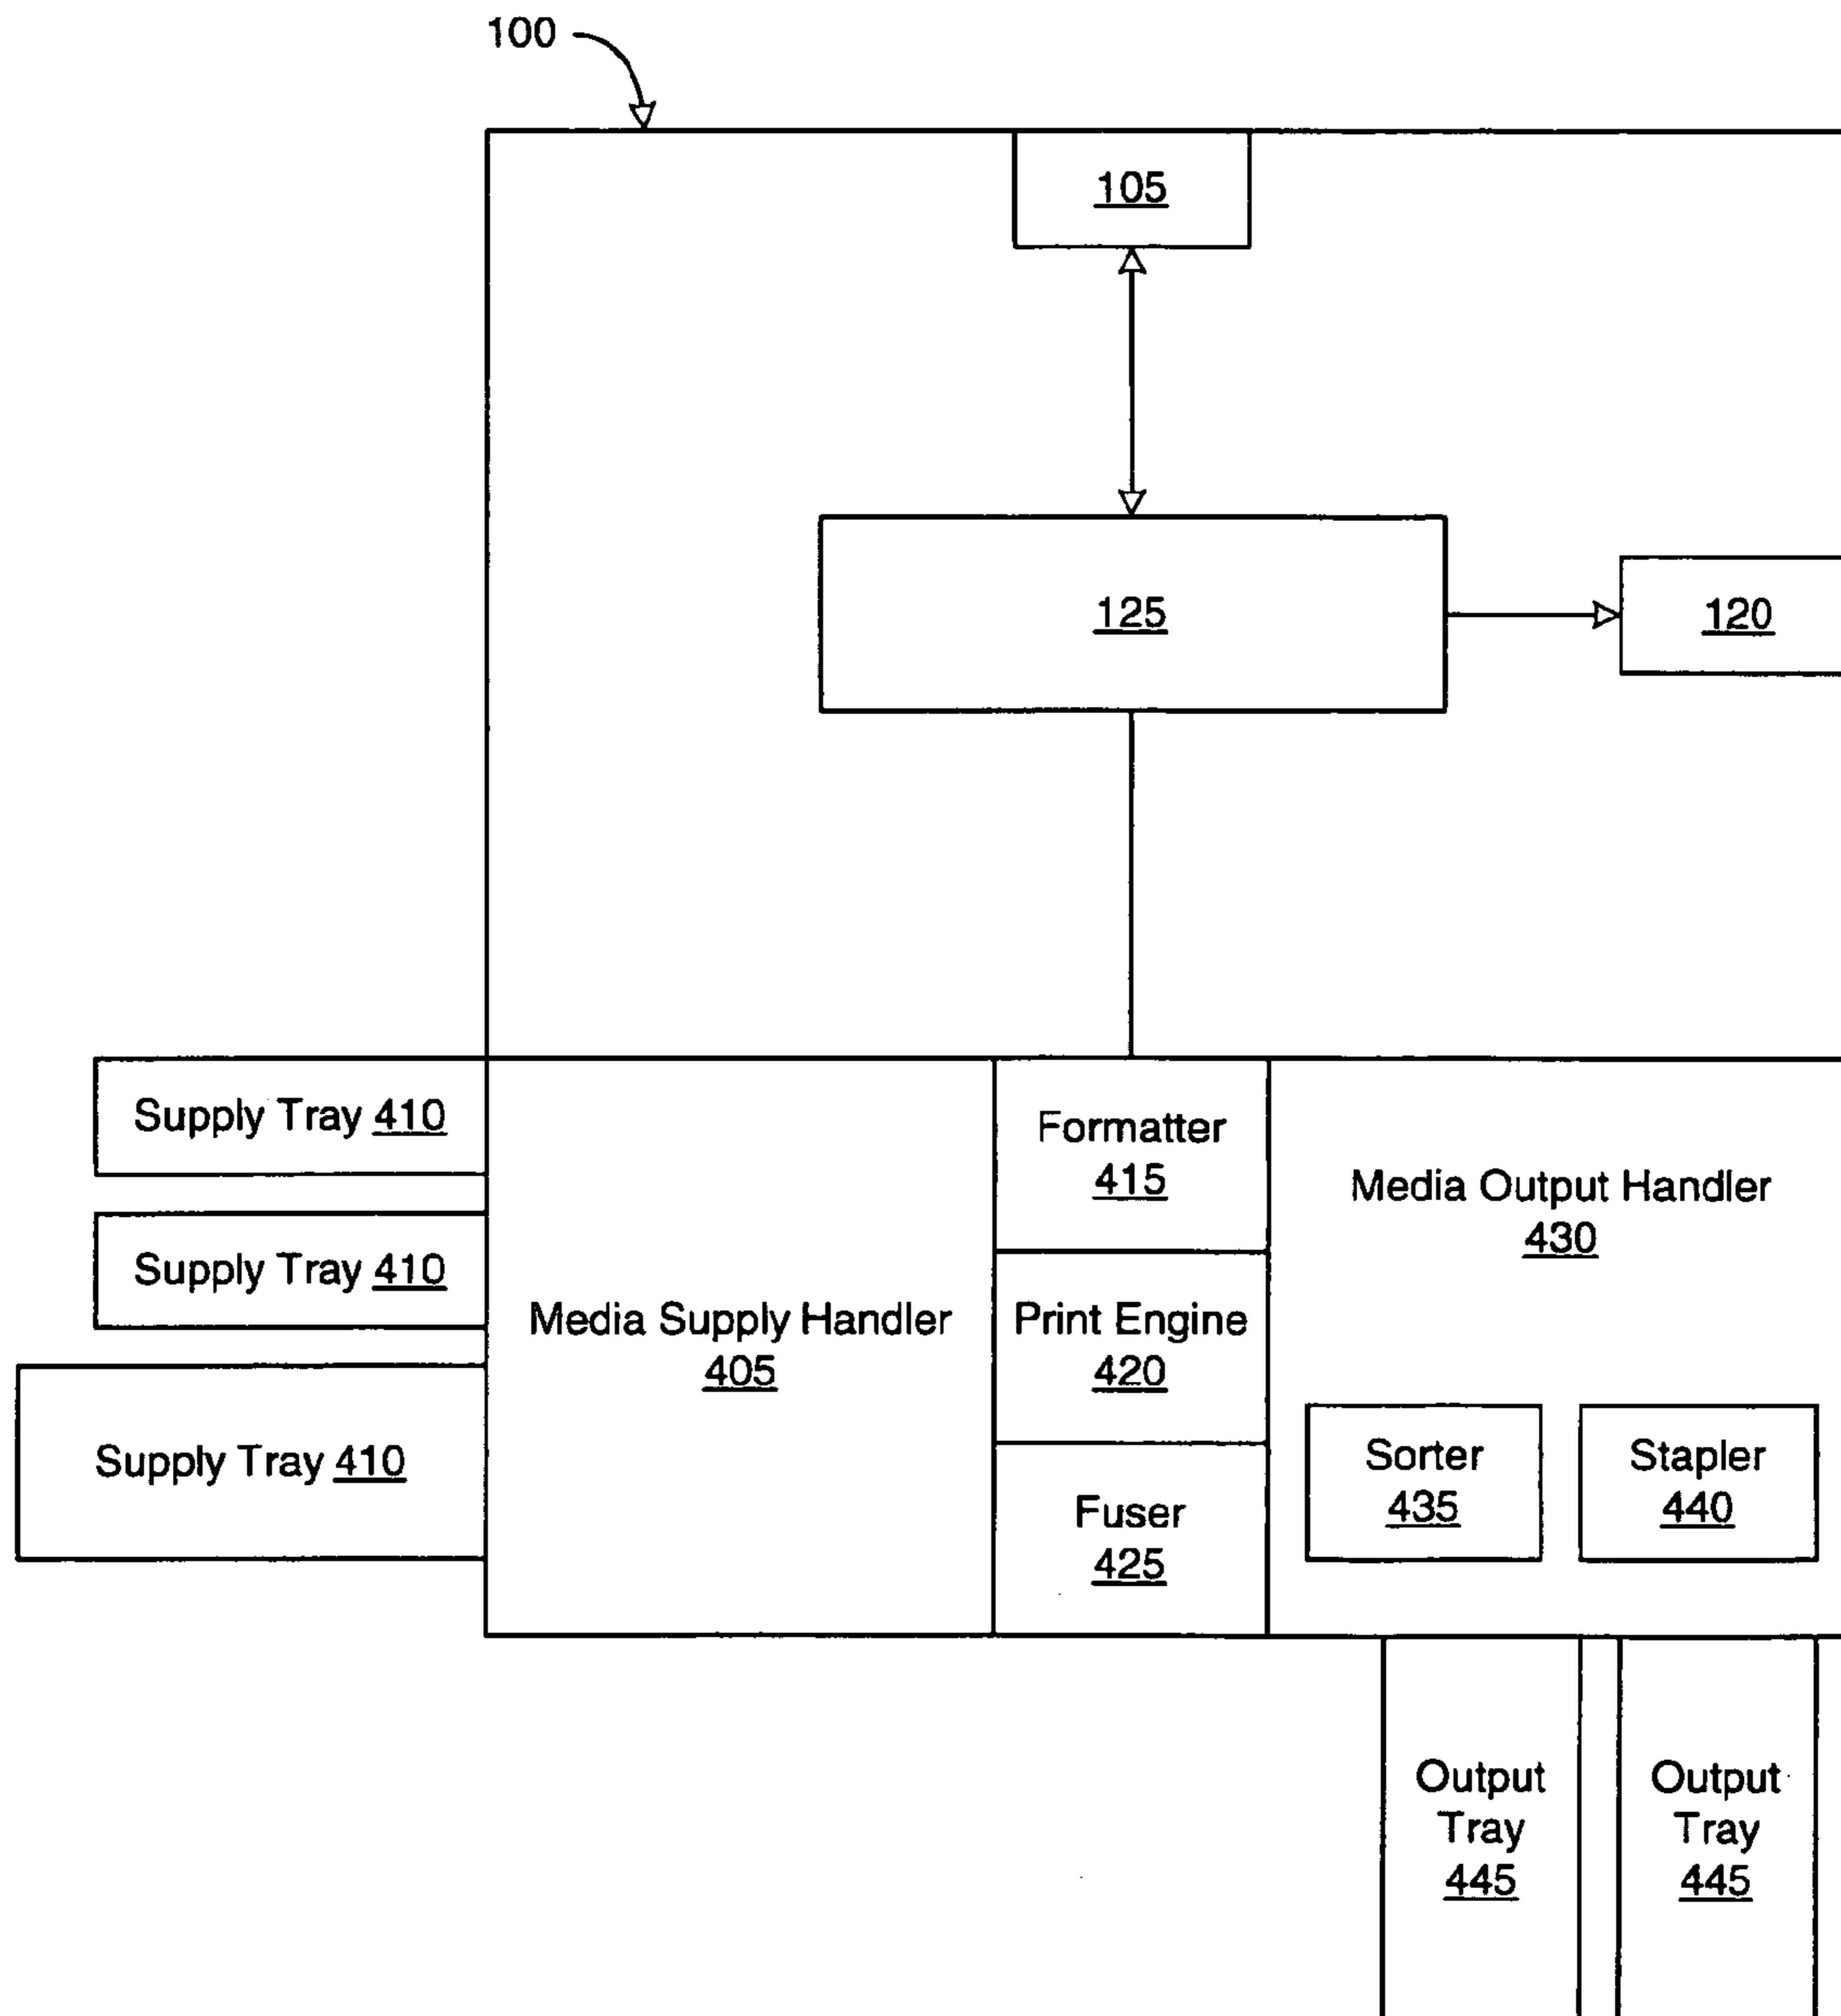 100
105
125
120
Supply Tray 410
Supply Tray 410
Supply Tray 410
Media Supply Handler
405
Formatter
415
Print Engine
420
Fuser
425
Media Output Handler
430
Sorter
435
Stapler
440
Output
Tray
445
Output
Tray
445